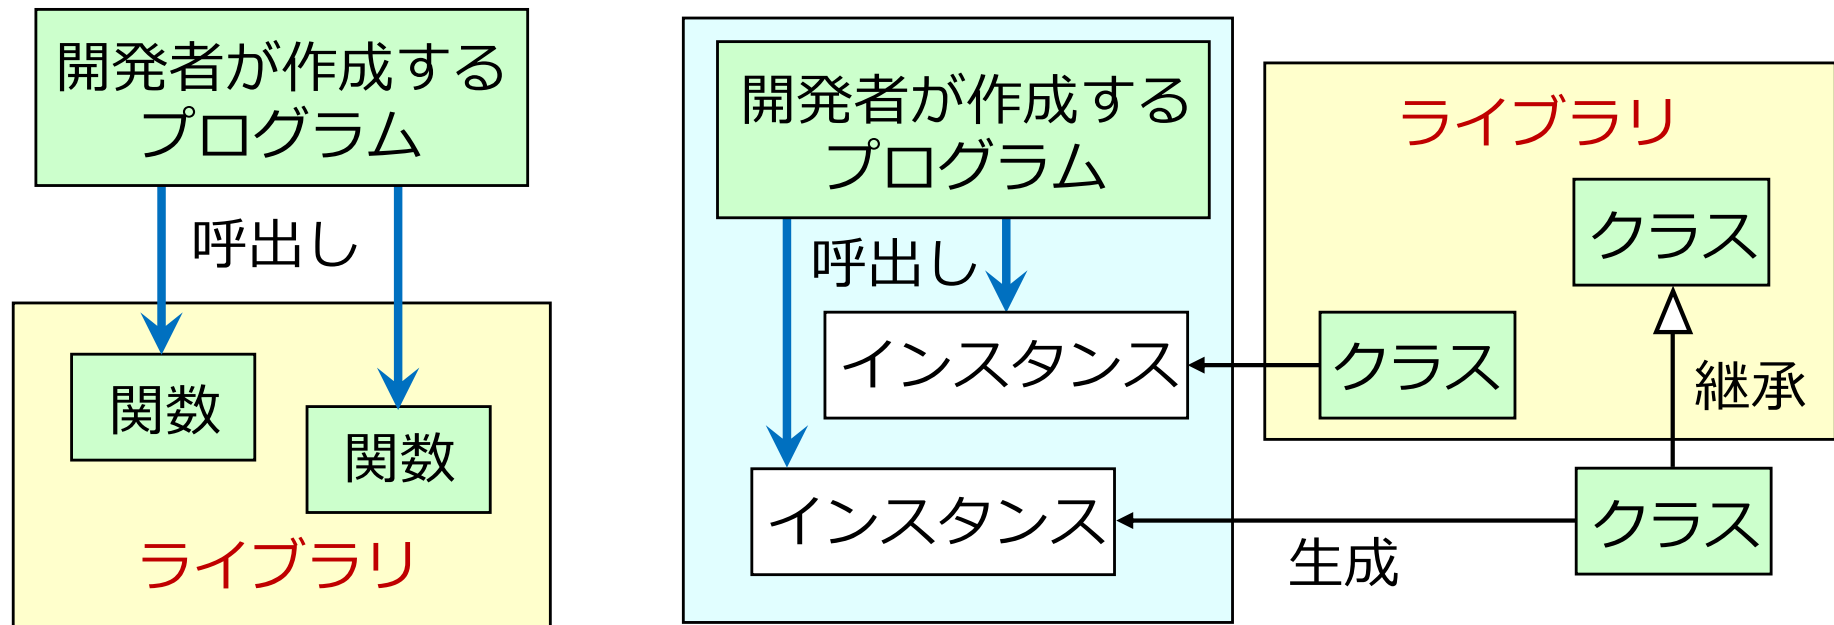 開発者が作成する
プログラム
呼出し
関数
関数
ライブラリ
開発者が作成する
プログラム
呼出し
インスタンス
インスタンス
ライブラリ
クラス
クラス
継承
クラス
生成